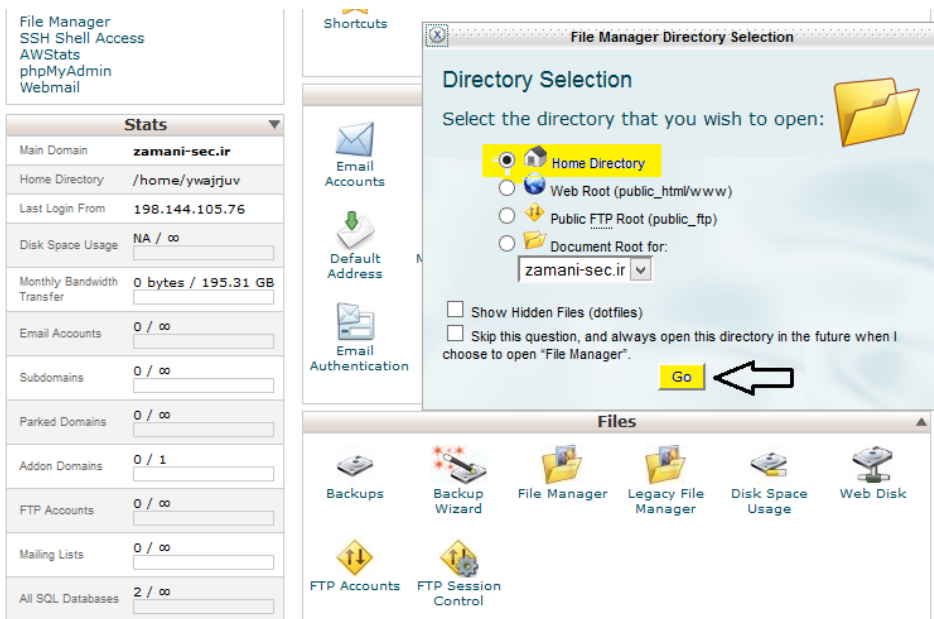 File Manager
SSH Shell Access
AWStats
phpMyAdmin
Webmail
Stats
Main Domain zamani-sec.ir
Home Directory /home/ywajrjuv
Last Login From 198.144.105.76
Disk Space Usage NA / ∞
Monthly Bandwidth Transfer 0 bytes / 195.31 GB
Email Accounts 0 / ∞
Subdomains 0 / ∞
Parked Domains 0 / ∞
Addon Domains 0 / 1
FTP Accounts 0 / ∞
Mailing Lists 0 / ∞
All SQL Databases 2 / ∞
Shortcuts
Email
Accounts
Default
Address
M
Email
Authentication
File Manager Directory Selection
Directory Selection
Select the directory that you wish to open:
Home Directory
Web Root (public_html/www)
Public FTP Root (public_ftp)
Document Root for:
zamani-sec.ir
Show Hidden Files (dotfiles)
Skip this question, and always open this directory in the future when I
choose to open “File Manager”.
Go
Files
Backups
Backup
Wizard
File Manager
Legacy File
Manager
Disk Space
Usage
Web Disk
FTP Accounts
FTP Session
Control